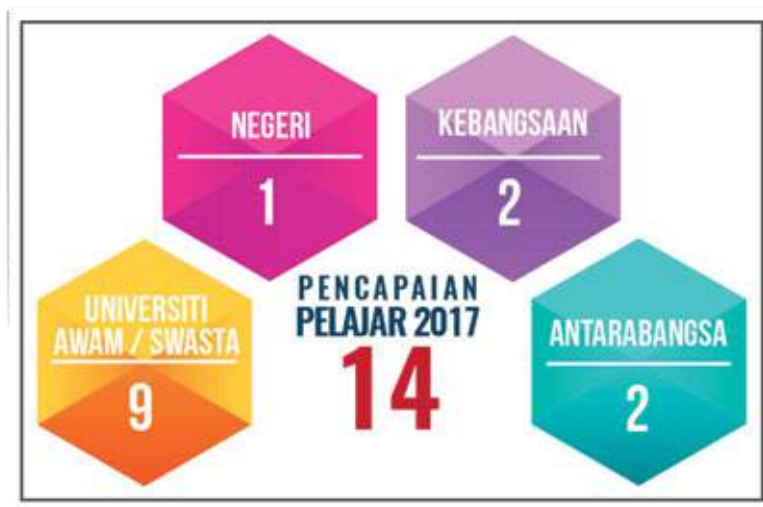 NEGERI
1
KEBANGSAAN
2
UNIVERSITI
AWAM / SWASTA
9
PENCAPAIAN
PELAJAR 2017
14
ANTARABANGSA
2